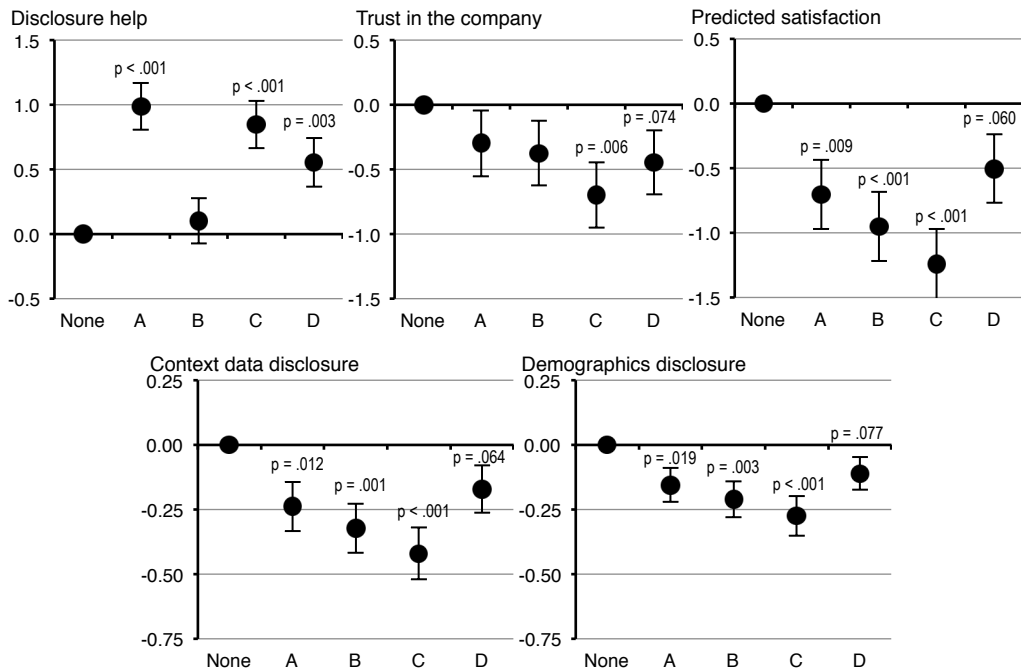 Disclosure help
1.5
1.0
0.5
0.0
-0.5
p < .001
p < .001
p = .003
None A B C D
Trust in the company
0.5
0.0
-0.5
-1.0
-1.5
p = .006
p = .074
None A B C D
Predicted satisfaction
0.5
0.0
-0.5
-1.0
-1.5
p = .009
p < .001
p < .001
p = .060
None A B C D
Context data disclosure
0.25
0.00
-0.25
-0.50
-0.75
p = .012
p = .001
p < .001
p = .064
None A B C D
Demographics disclosure
0.25
0.00
-0.25
-0.50
-0.75
p = .019
p = .003
p < .001
p = .077
None A B C D